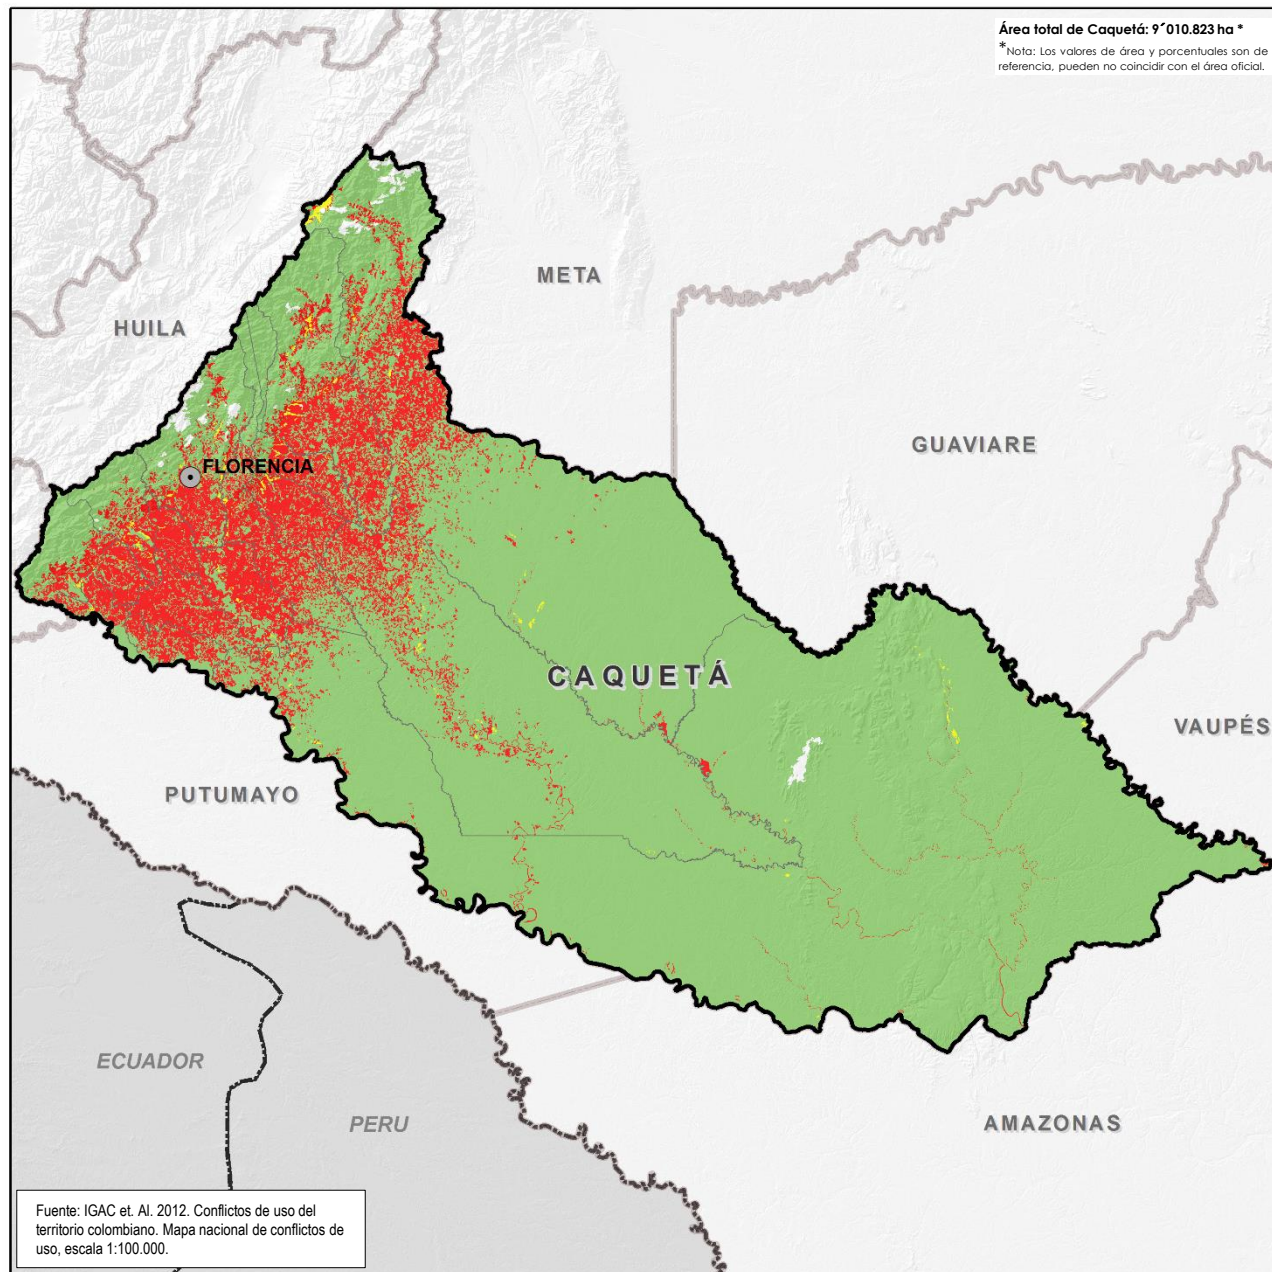 Área total de Caquetá: 9´010.823 ha *
*Nota: Los valores de área y porcentuales son de
referencia, pueden no coincidir con el área oficial.
META
HUILA
GUAVIARE
FLORENCIA
CAQUETÁ
VAUPÉS
PUTUMAYO
ECUADOR
PERU
AMAZONAS
Fuente: IGAC et. Al. 2012. Conflictos de uso del
territorio colombiano. Mapa nacional de conflictos de
uso, escala 1:100.000.